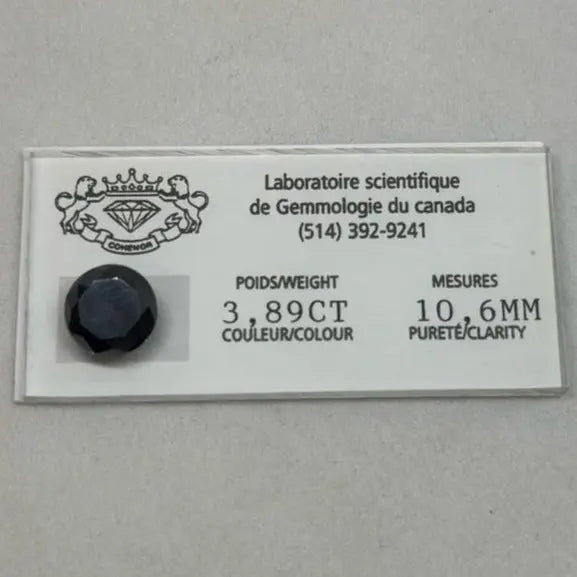 Laboratoire scientifique
de Gemmologie du canada
(514) 392-9241
COHENOR
POIDS/WEIGHT
MESURES
3,89CT
10,6MM
COULEUR/COLOUR
PURETÉ/CLARITY